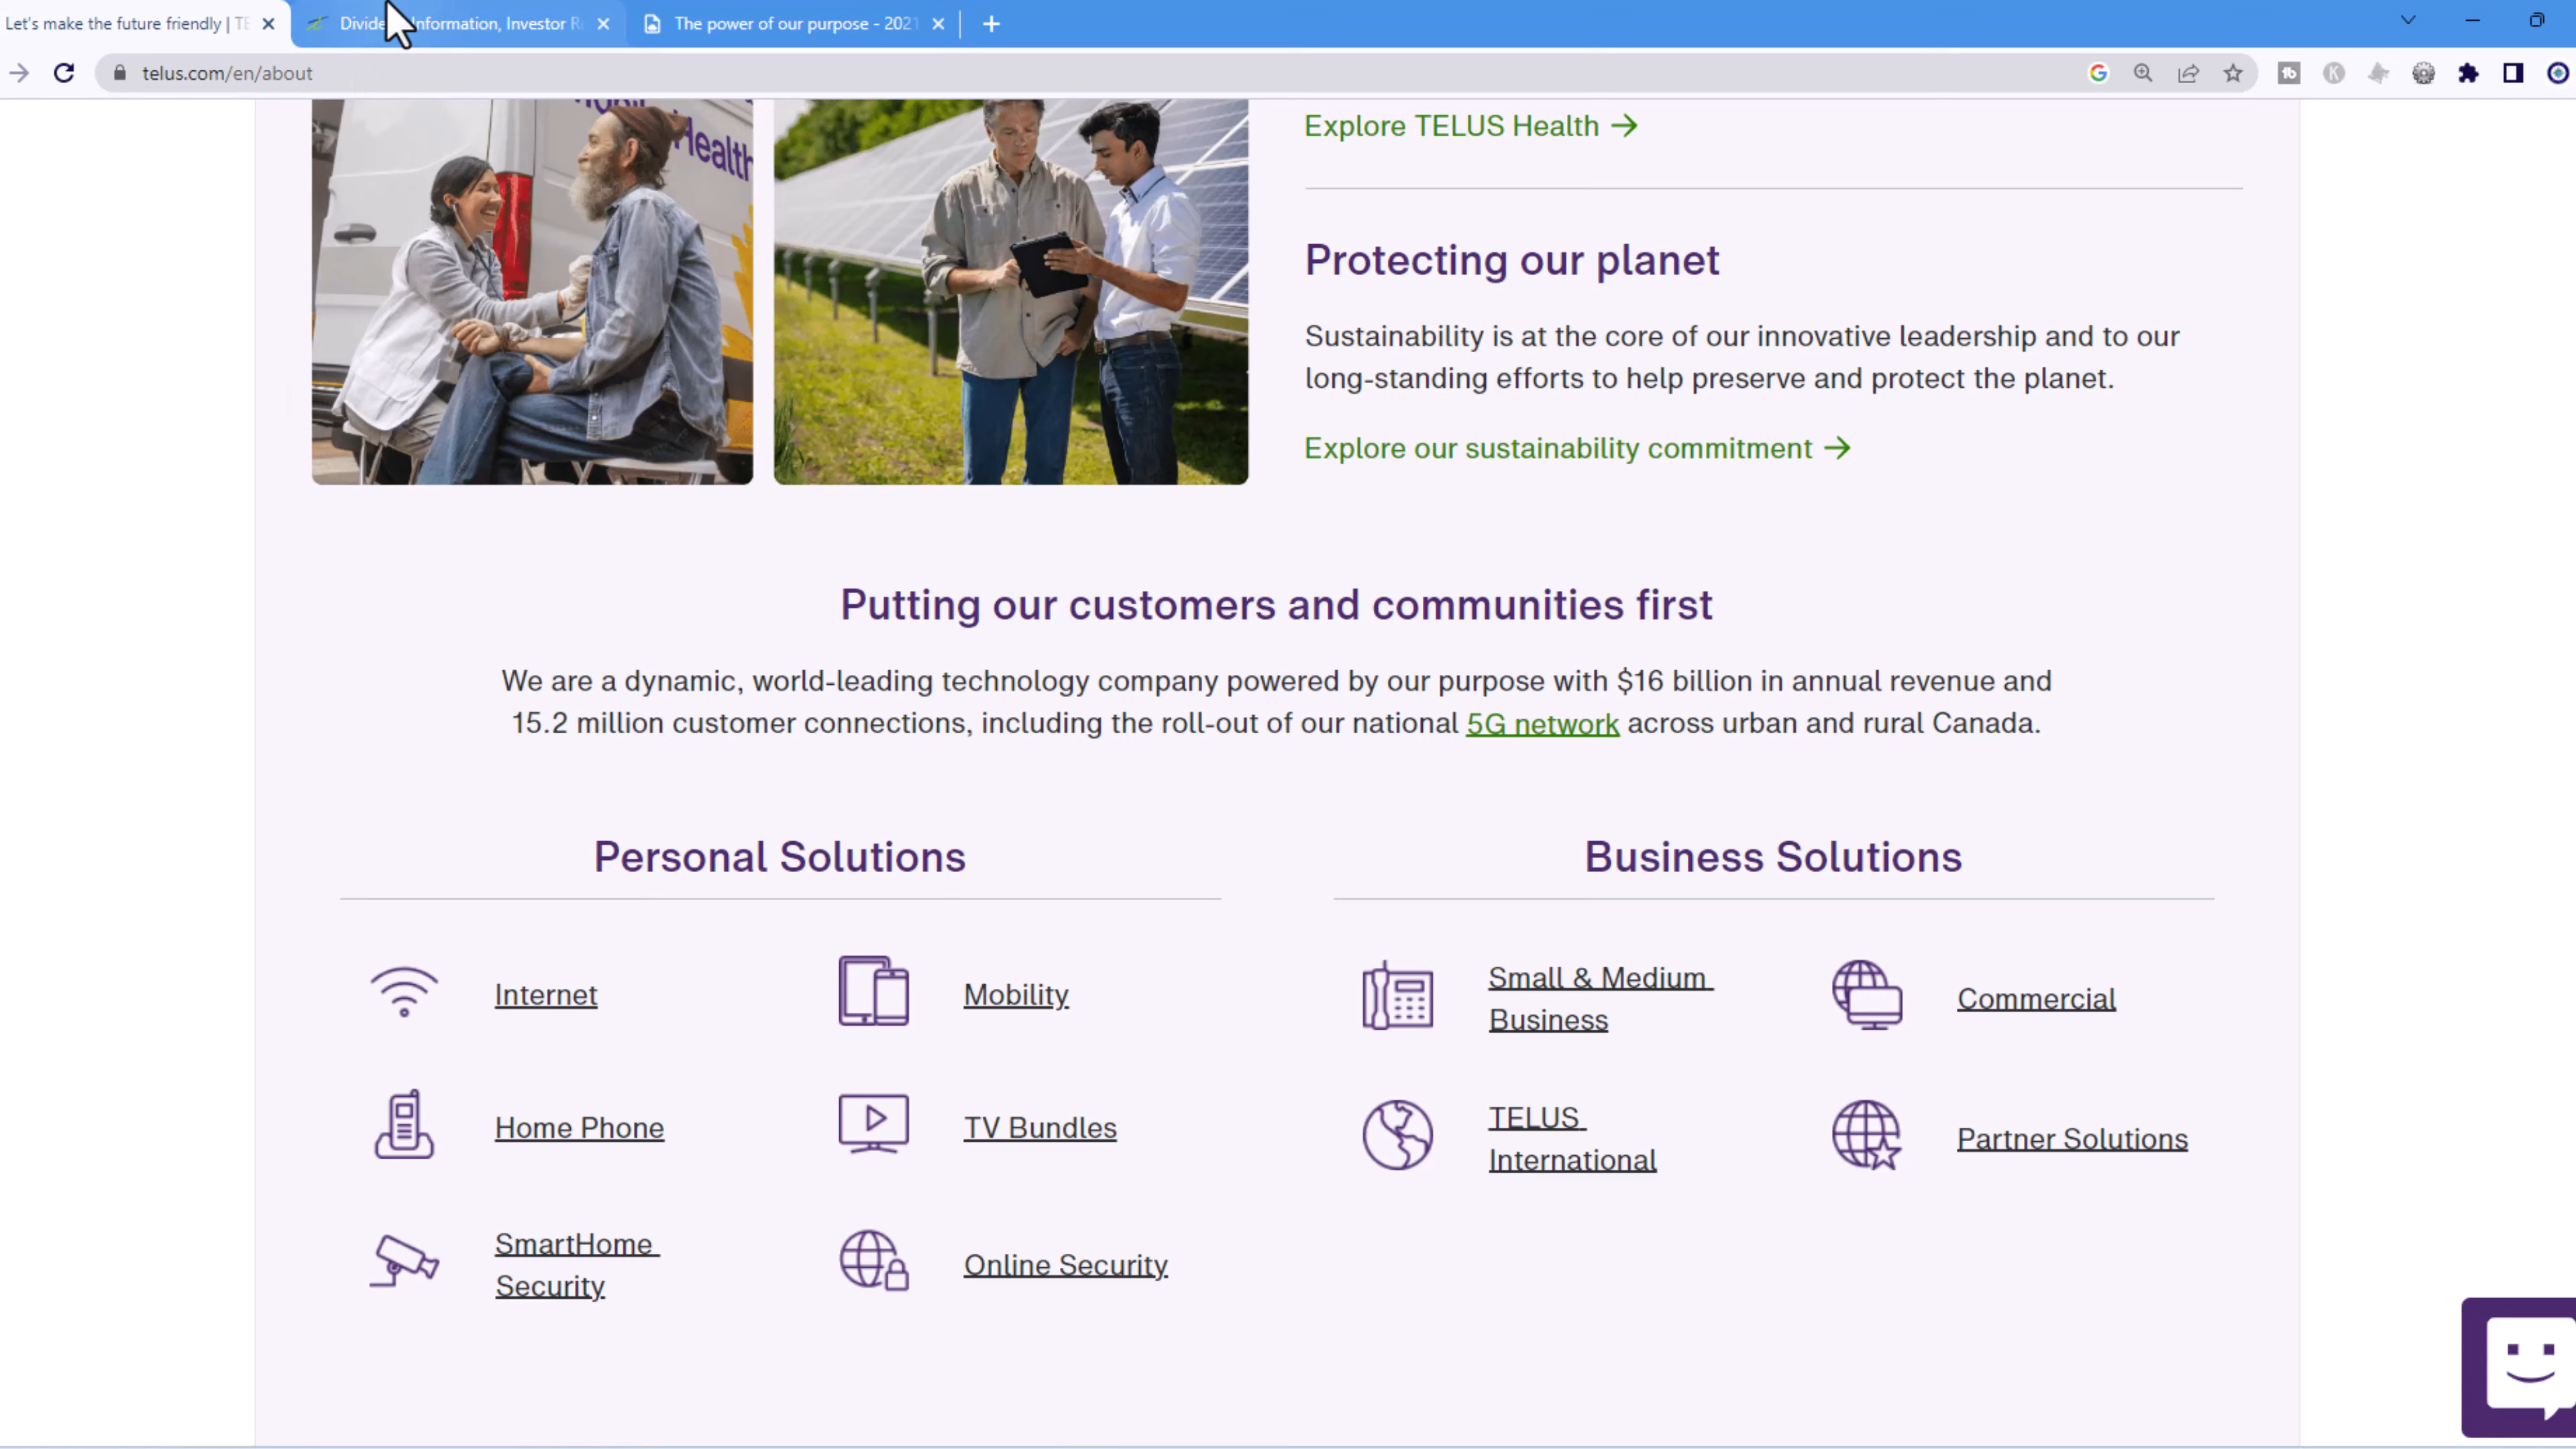 Let's make the future friendly | TE
Information, Investor R
The power of our purpose - 2021
telus.com/en/about
Health
Explore TELUS Health →
Protecting our planet
Sustainability is at the core of our innovative leadership and to our
long-standing efforts to help preserve and protect the planet.
Explore our sustainability commitment →
Putting our customers and communities first
We are a dynamic, world-leading technology company powered by our purpose with $16 billion in annual revenue and
15.2 million customer connections, including the roll-out of our national 5G network across urban and rural Canada.
Personal Solutions
Business Solutions
Internet
Mobility
Small & Medium
Business
Commercial
Home Phone
TV Bundles
TELUS
International
Partner Solutions
SmartHome
Security
Online Security